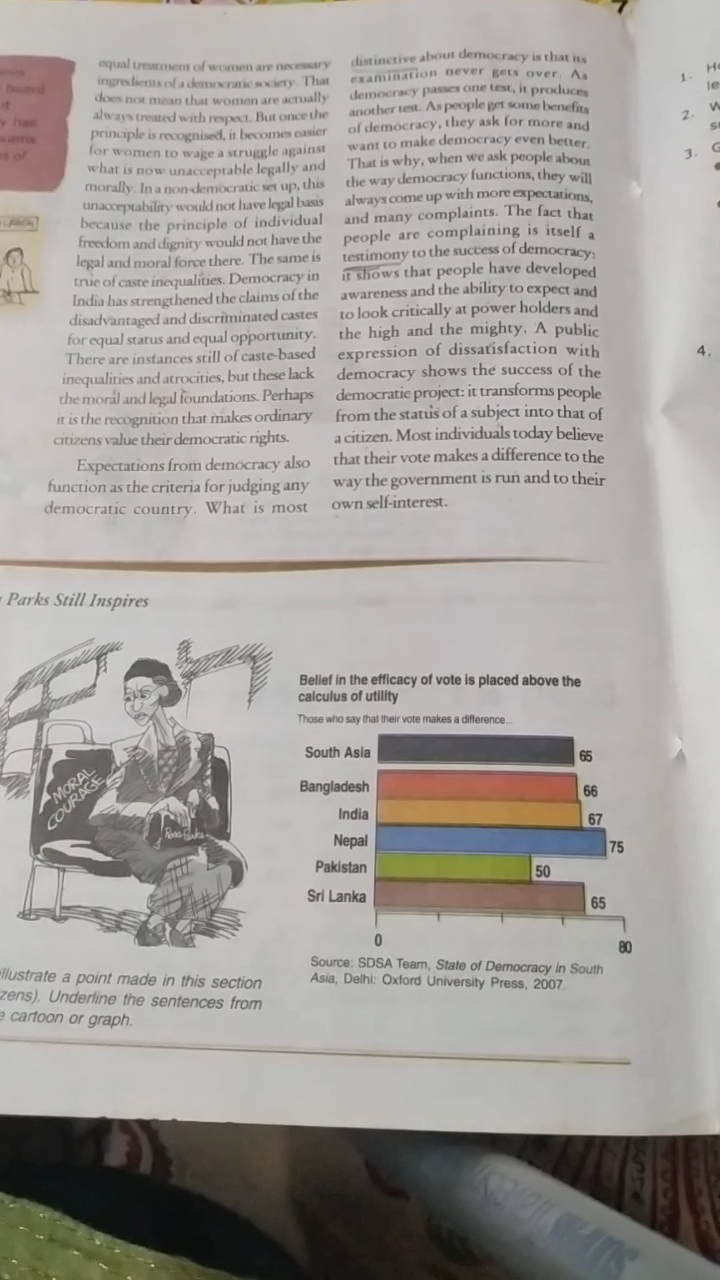 equal treatment of women are necessary
ingredients of a democratic society. That
does not mean that women are actually
always treated with respect. But once the
principle is recognised, it becomes easier
for women to wage a struggle against
what is now unacceptable legally and
morally. In a non-democratic set up, this
unacceptability would not have legal basis
because the principle of individual
freedom and dignity would not have the
legal and moral force there. The same is
true of caste inequalities. Democracy in
India has strengthened the claims of the
disadvantaged and discriminated castes
for equal status and equal opportunity.
There are instances still of caste-based
inequalities and atrocities, but these lack
the moral and legal foundations. Perhaps
it is the recognition that makes ordinary
citizens value their democratic rights.
Expectations from democracy also
function as the criteria for judging any
democratic country. What is most
distinctive about democracy is that its
examination never gets over. As
democracy passes one test, it produces
another test. As people get some benefits
of democracy, they ask for more and
want to make democracy even better.
That is why, when we ask people about
the way democracy functions, they will
always come up with more expectations,
and many complaints. The fact that
people are complaining is itself a
testimony to the success of democracy:
it shows that people have developed
awareness and the ability to expect and
to look critically at power holders and
the high and the mighty. A public
expression of dissatisfaction with
democracy shows the success of the
democratic project: it transforms people
from the status of a subject into that of
a citizen. Most individuals today believe
that their vote makes a difference to the
way the government is run and to their
own self-interest.
Parks Still Inspires
MORAL
COURAGE
Rosa Parks
illustrate a point made in this section
zens). Underline the sentences from
cartoon or graph.
Belief in the efficacy of vote is placed above the
calculus of utility
Those who say that their vote makes a difference...
South Asia 65
Bangladesh 66
India 67
Nepal 75
Pakistan 50
Sri Lanka 65
0 80
Source: SDSA Team, State of Democracy in South
Asia, Delhi: Oxford University Press, 2007.
1.
2.
3.
4.